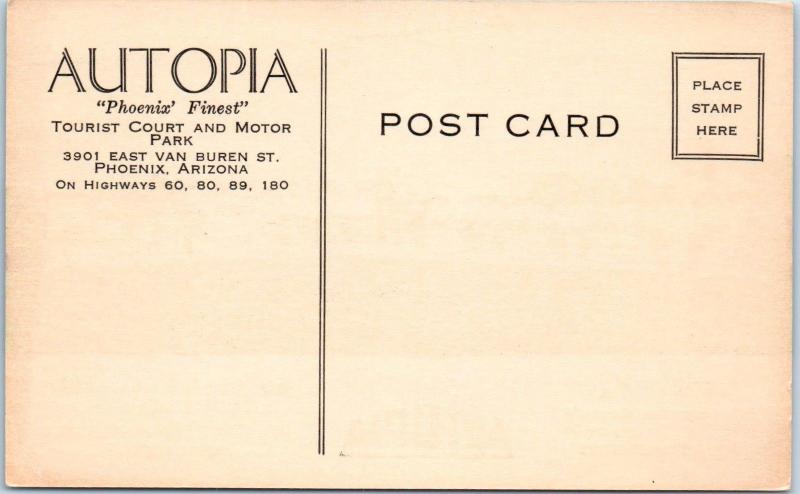 AUTOPIA
"Phoenix' Finest"
TOURIST COURT AND MOTOR
PARK
3901 EAST VAN BUREN ST.
PHOENIX, ARIZONA
ON HIGHWAYS 60, 80, 89, 180
POST CARD
PLACE
STAMP
HERE